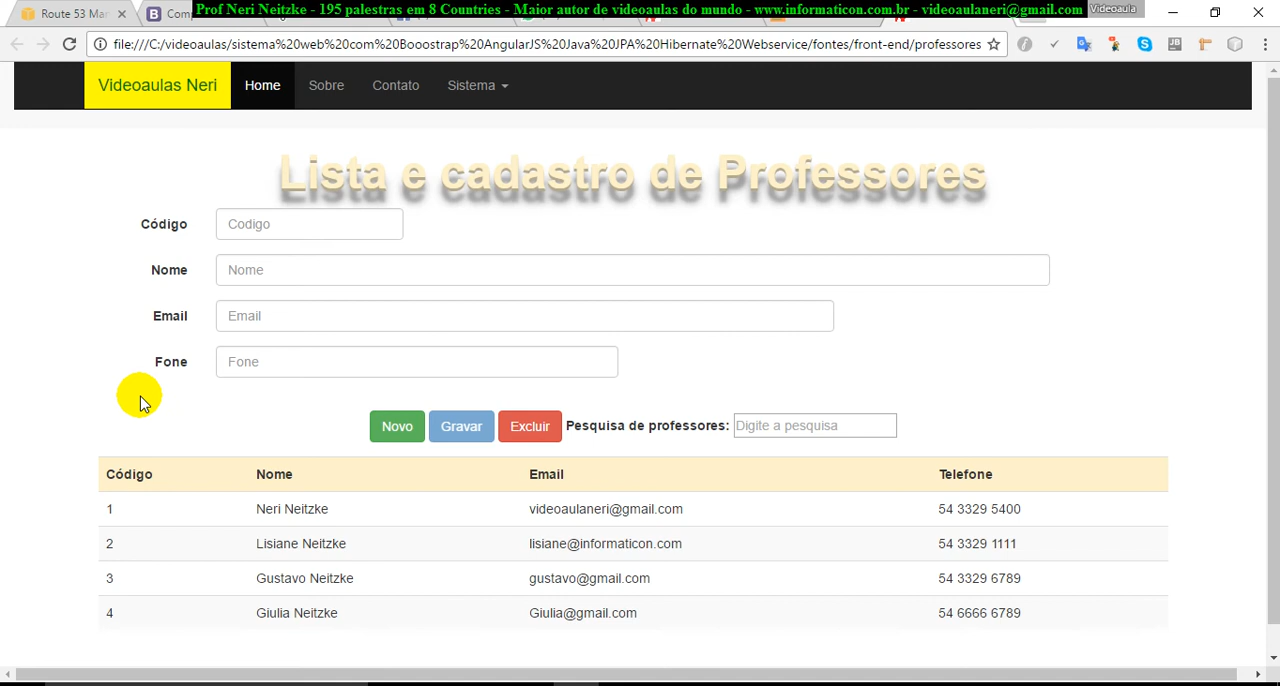 Prof Neri Neitzke - 195 palestras em 8 Countries - Maior autor de videoaulas do mundo - www.informaticon.com.br - videoaulaneri@gmail.com
Videoaula
Route 53 Mar
B Com
file:///C:/videoaulas/sistema%20web%20com%20Booostrap%20AngularJS%20Java%20JPA%20Hibernate%20Webservice/fontes/front-end/professores
Videoaulas Neri Home Sobre Contato Sistema
Lista e cadastro de Professores
Código Codigo
Nome Nome
Email Email
Fone Fone
Novo Gravar Excluir Pesquisa de professores: Digite a pesquisa
Código Nome Email Telefone
1 Neri Neitzke videoaulaneri@gmail.com 54 3329 5400
2 Lisiane Neitzke lisiane@informaticon.com 54 3329 1111
3 Gustavo Neitzke gustavo@gmail.com 54 3329 6789
4 Giulia Neitzke Giulia@gmail.com 54 6666 6789